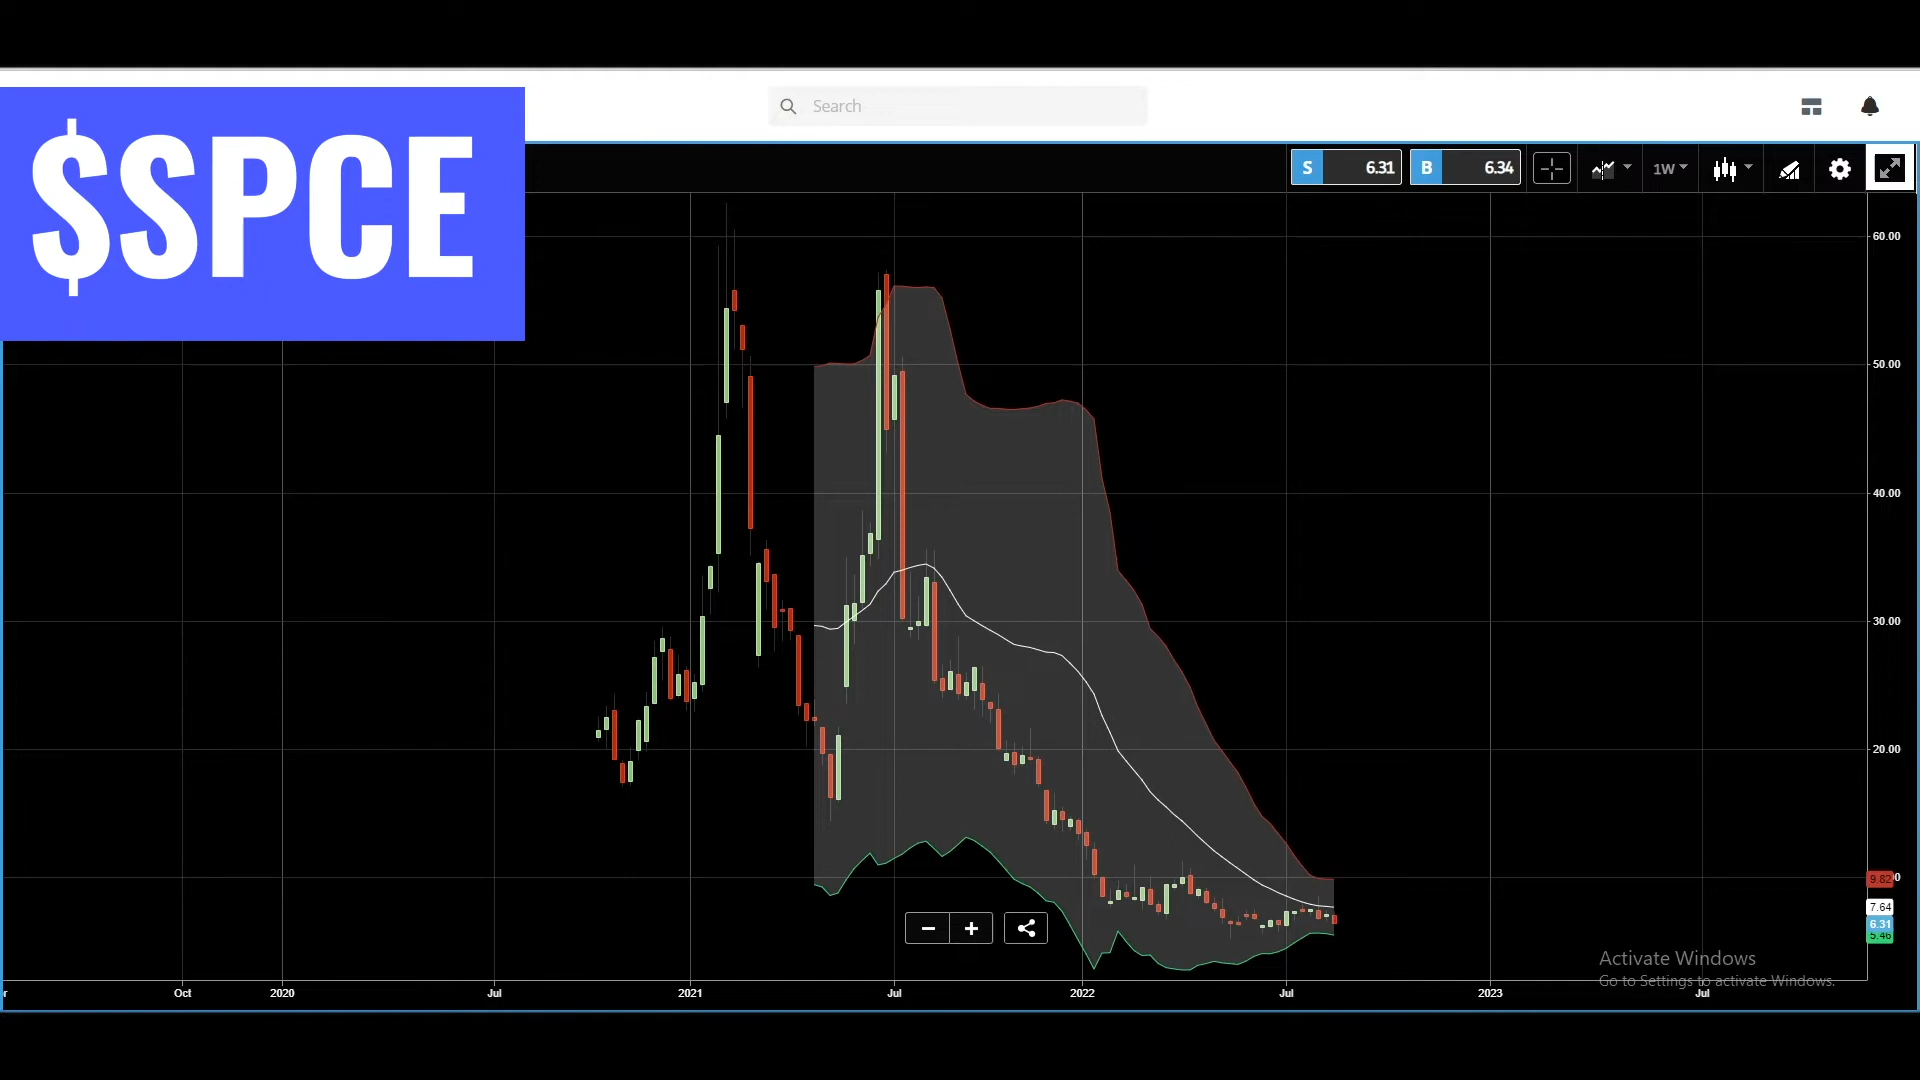 $SPCE
Search
S 6.31 B 6.34 1W
60.00
50.00
40.00
30.00
20.00
9.82
7.64
6.31
5.46
Activate Windows
Go to Settings to activate Windows.
r Oct 2020 Jul 2021 Jul 2022 Jul 2023 Jul